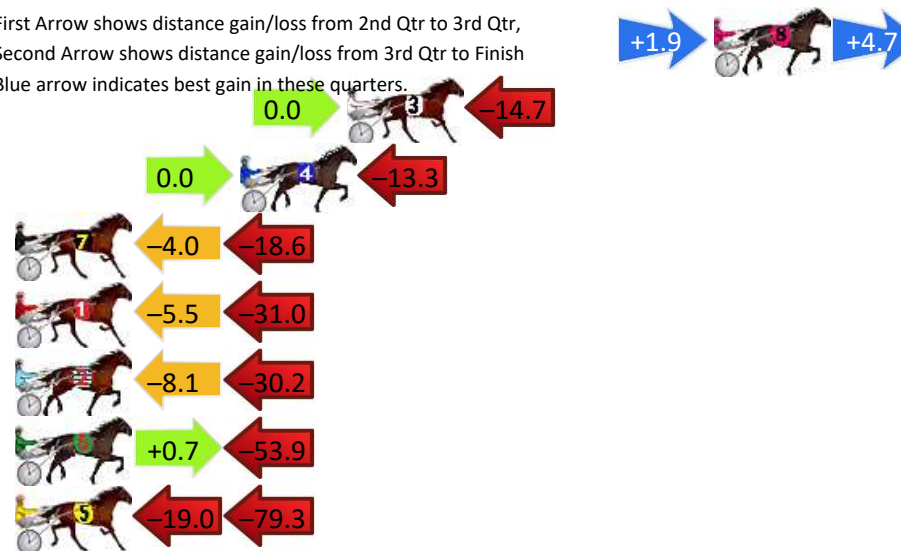 First Arrow shows distance gain/loss from 2nd Qtr to 3rd Qtr,
Second Arrow shows distance gain/loss from 3rd Qtr to Finish
Blue arrow indicates best gain in these quarters.
+1.9 8 +4.7
0.0 3 –14.7
0.0 4 –13.3
7 –4.0 –18.6
1 –5.5 –31.0
2 –8.1 –30.2
6 +0.7 –53.9
5 –19.0 –79.3